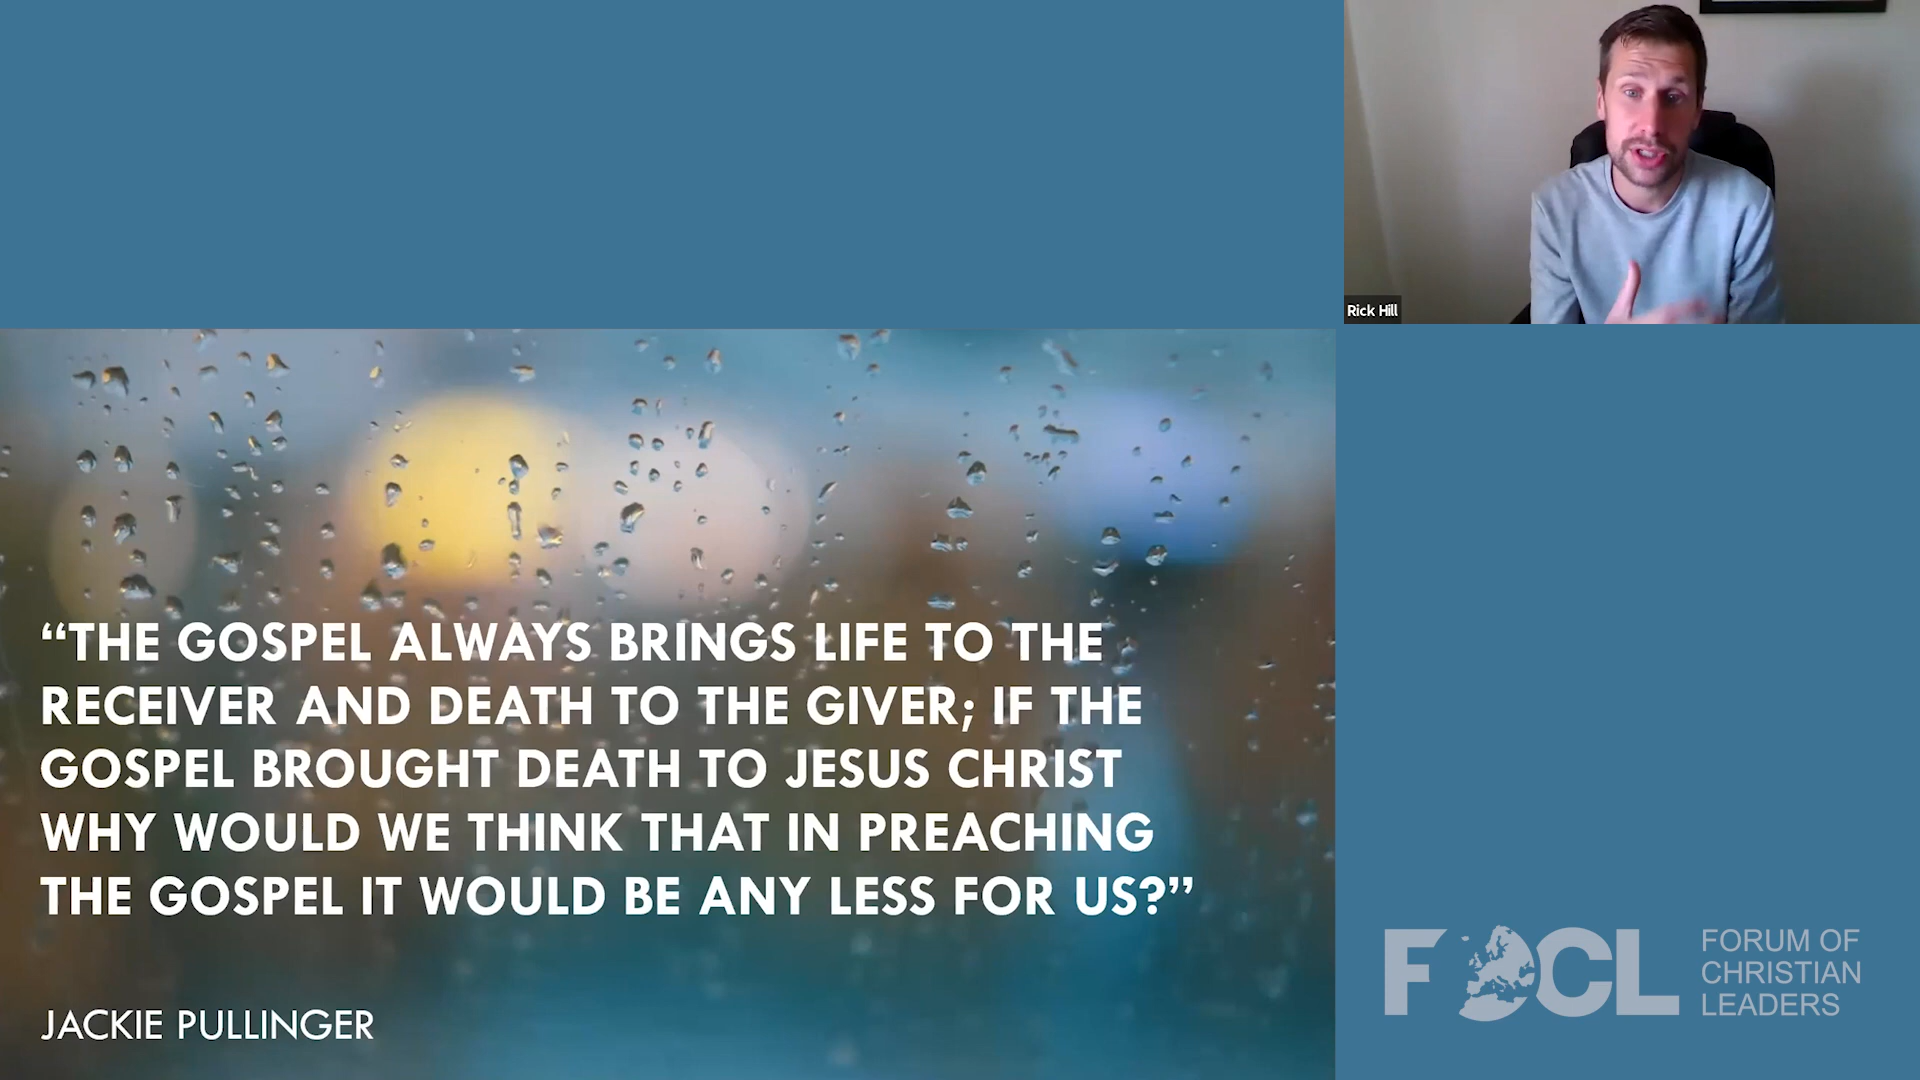 Rick Hill
“THE GOSPEL ALWAYS BRINGS LIFE TO THE
RECEIVER AND DEATH TO THE GIVER; IF THE
GOSPEL BROUGHT DEATH TO JESUS CHRIST
WHY WOULD WE THINK THAT IN PREACHING
THE GOSPEL IT WOULD BE ANY LESS FOR US?”
JACKIE PULLINGER
FOCL
FORUM OF
CHRISTIAN
LEADERS